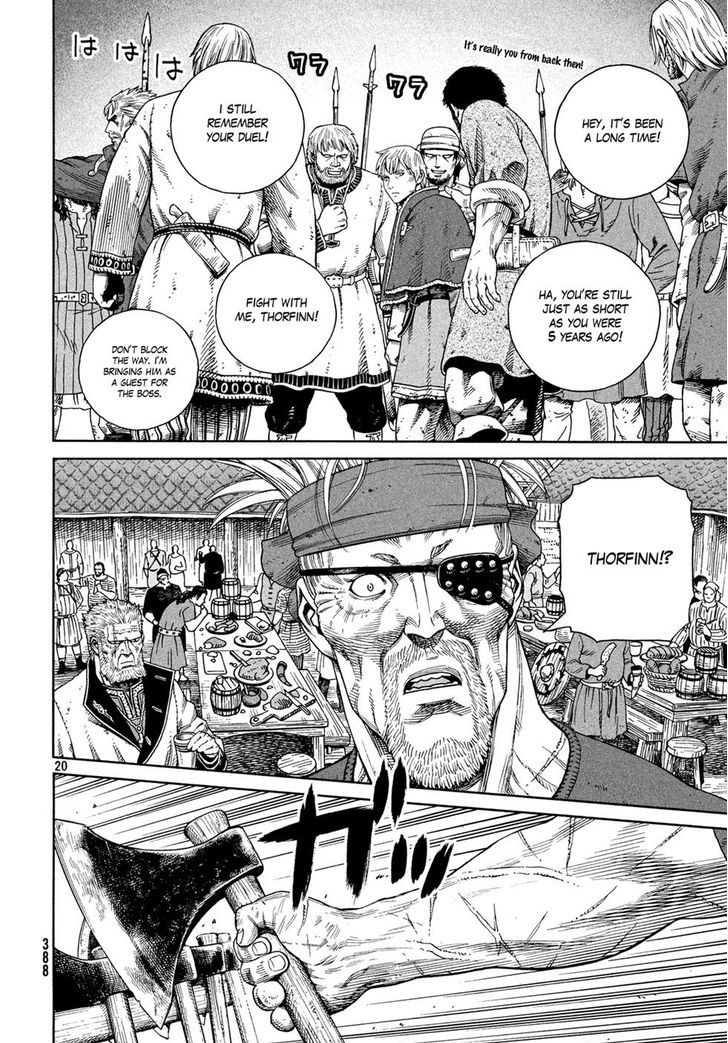 HEY, IT'S BEEN
A LONG TIME!
It's really you from back then!
I STILL
REMEMBER
YOUR DUEL!
は は は
ワラ
ワラ
HA, YOU'RE STILL
JUST AS SHORT
AS YOU WERE
5 YEARS AGO!
FIGHT WITH
ME, THORFINN!
DON'T BLOCK
THE WAY. I'M
BRINGING HIM AS
A GUEST FOR
THE BOSS.
THORFINN!?
20
ガッ
388